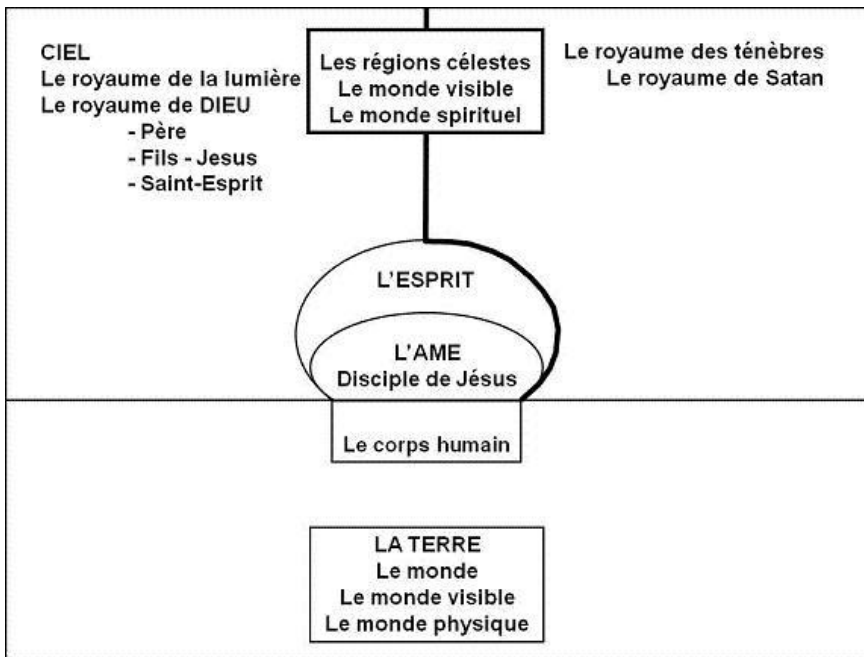 CIEL
Le royaume de la lumière
Le royaume de DIEU
- Père
- Fils - Jesus
- Saint-Esprit
Les régions célestes
Le monde visible
Le monde spirituel
Le royaume des ténèbres
Le royaume de Satan
L'ESPRIT
L'AME
Disciple de Jésus
Le corps humain
LA TERRE
Le monde
Le monde visible
Le monde physique